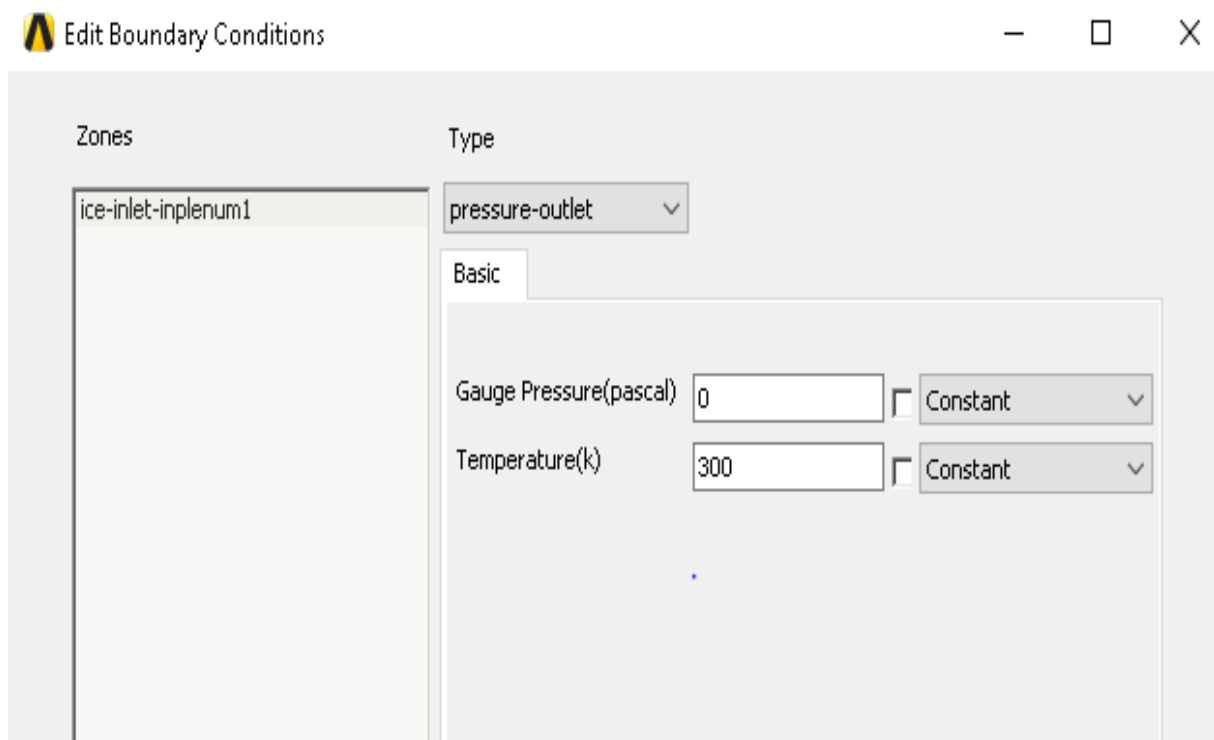 Edit Boundary Conditions
Zones
Type
ice-inlet-inplenum1
pressure-outlet
Basic
Gauge Pressure(pascal) 0 Constant
Temperature(k) 300 Constant